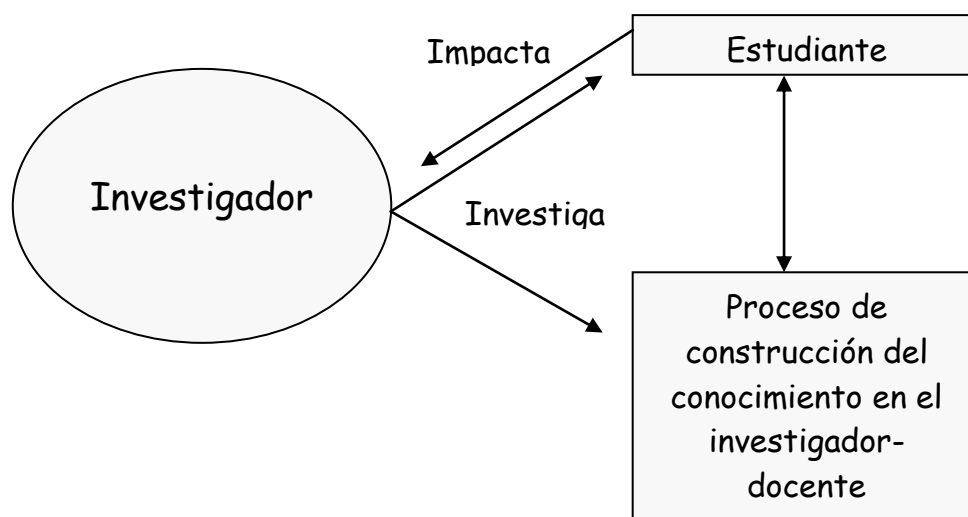 Impacta
Estudiante
Investigador
Investiga
Proceso de
construcción del
conocimiento en el
investigador-
docente